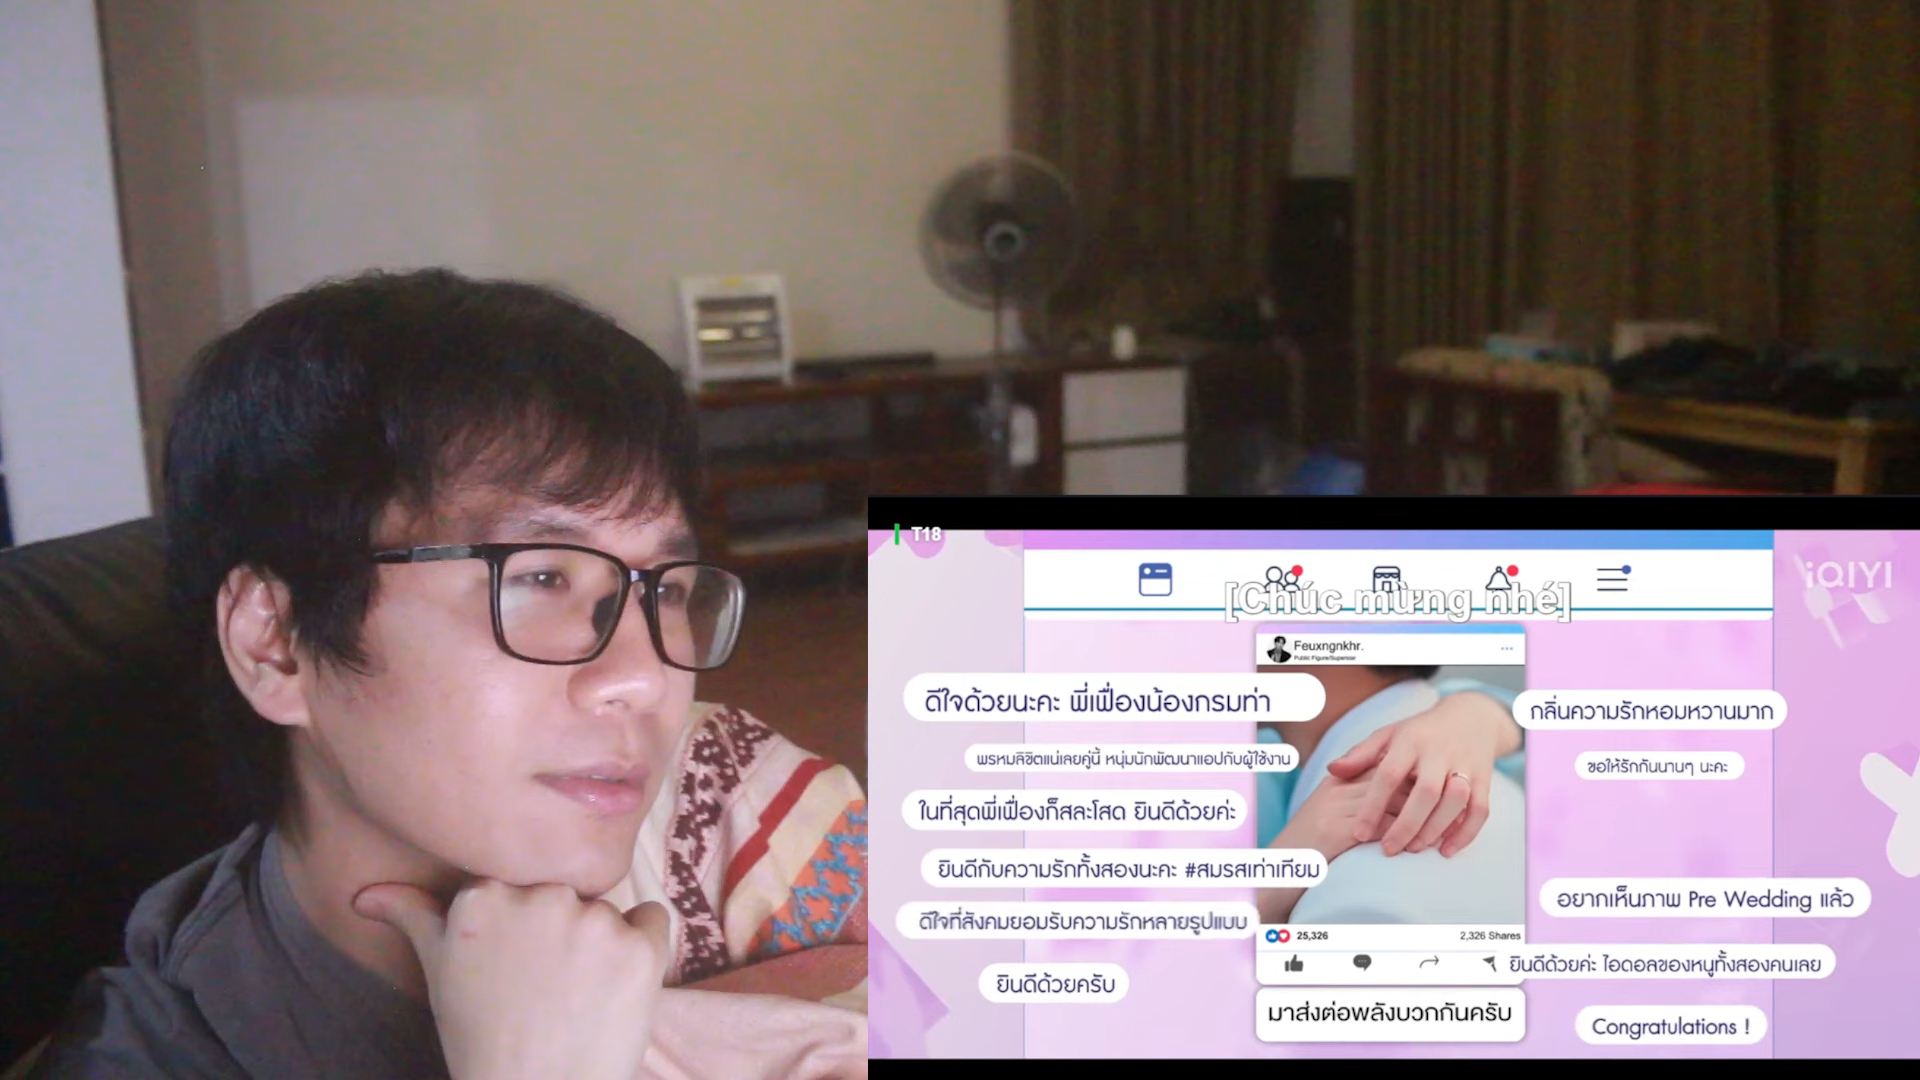 T18
iQIYI
[Chúc mừng nhé]
Feuxngnkhr.
Public Figure/Superstar
ดีใจด้วยนะคะ พี่เฟื่องน้องกรมท่า
กลิ่นความรักหอมหวานมาก
พรหมลิขิตแน่เลยคู่นี้ หนุ่มนักพัฒนาแอปกับผู้ใช้งาน
ขอให้รักกันนานๆ นะคะ
ในที่สุดพี่เฟื่องก็สละโสด ยินดีด้วยค่ะ
ยินดีกับความรักทั้งสองนะคะ #สมรสเท่าเทียม
อยากเห็นภาพ Pre Wedding แล้ว
ดีใจที่สังคมยอมรับความรักหลายรูปแบบ
25,326
2,326 Shares
ยินดีด้วยค่ะ ไอดอลของหนูทั้งสองคนเลย
ยินดีด้วยครับ
มาส่งต่อพลังบวกกันครับ
Congratulations !